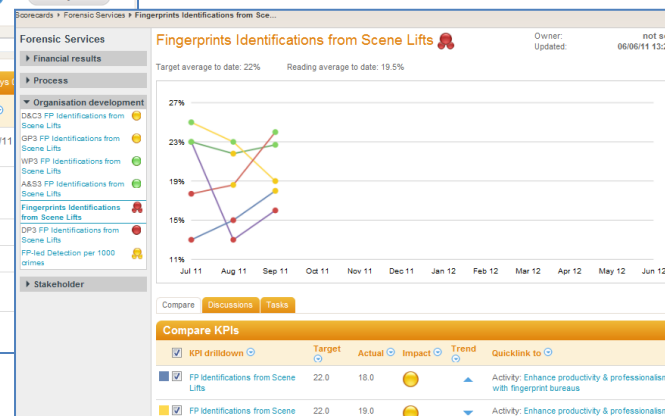 Scorecards › Forensic Services › Fingerprints Identifications from Sce...
Forensic Services
Financial results
Process
Organisation development
D&C3 FP Identifications from
Scene Lifts
GP3 FP Identifications from
Scene Lifts
WP3 FP Identifications from
Scene Lifts
A&S3 FP Identifications from
Scene Lifts
Fingerprints Identifications
from Scene Lifts
DP3 FP Identifications from
Scene Lifts
FP-led Detection per 1000
crimes
Stakeholder
Fingerprints Identifications from Scene Lifts
Owner: not se
Updated: 06/06/11 13:2
Target average to date: 22% Reading average to date: 19.5%
27%
23%
19%
15%
11%
Jul 11 Aug 11 Sep 11 Oct 11 Nov 11 Dec 11 Jan 12 Feb 12 Mar 12 Apr 12 May 12 Jun 12
Compare Discussions Tasks
Compare KPIs
KPI drilldown Target Actual Impact Trend Quicklink to
FP Identifications from Scene
Lifts
22.0 18.0
Activity: Enhance productivity & professionalism
with fingerprint bureaus
FP Identifications from Scene
22.0 19.0
Activity: Enhance productivity & professionalism
/11